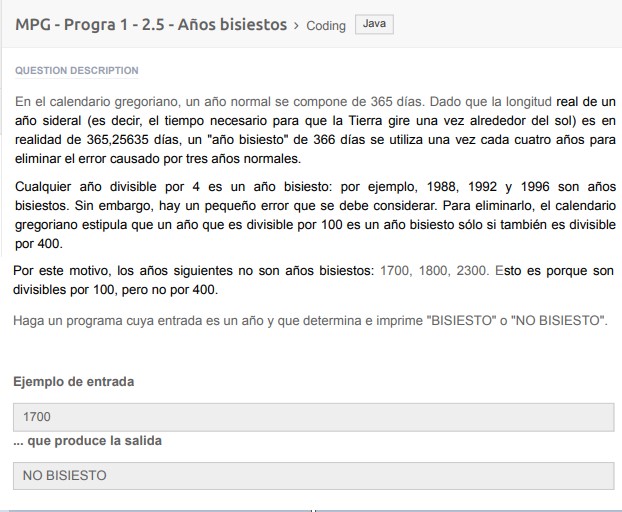 MPG - Progra 1 - 2.5 - Años bisiestos › Coding Java
QUESTION DESCRIPTION
En el calendario gregoriano, un año normal se compone de 365 días. Dado que la longitud real de un
año sideral (es decir, el tiempo necesario para que la Tierra gire una vez alrededor del sol) es en
realidad de 365,25635 días, un "año bisiesto" de 366 días se utiliza una vez cada cuatro años para
eliminar el error causado por tres años normales.
Cualquier año divisible por 4 es un año bisiesto: por ejemplo, 1988, 1992 y 1996 son años
bisiestos. Sin embargo, hay un pequeño error que se debe considerar. Para eliminarlo, el calendario
gregoriano estipula que un año que es divisible por 100 es un año bisiesto sólo si también es divisible
por 400.
Por este motivo, los años siguientes no son años bisiestos: 1700, 1800, 2300. Esto es porque son
divisibles por 100, pero no por 400.
Haga un programa cuya entrada es un año y que determina e imprime "BISIESTO" o "NO BISIESTO".
Ejemplo de entrada
1700
... que produce la salida
NO BISIESTO